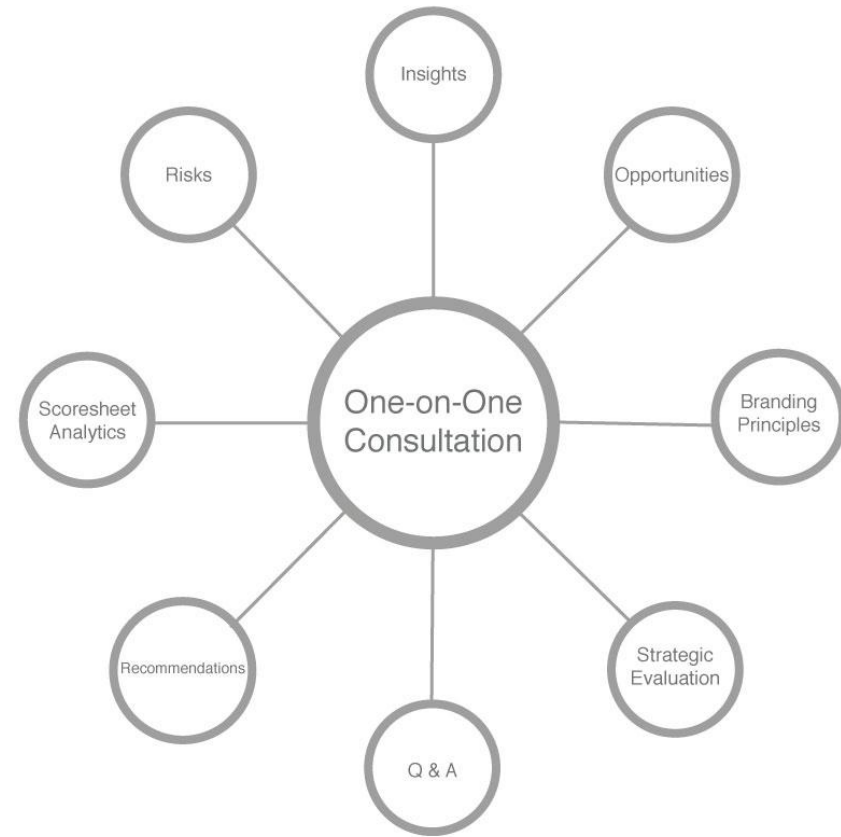 Insights
Risks
Opportunities
One-on-One
Consultation
Scoresheet
Analytics
Branding
Principles
Recommendations
Strategic
Evaluation
Q & A